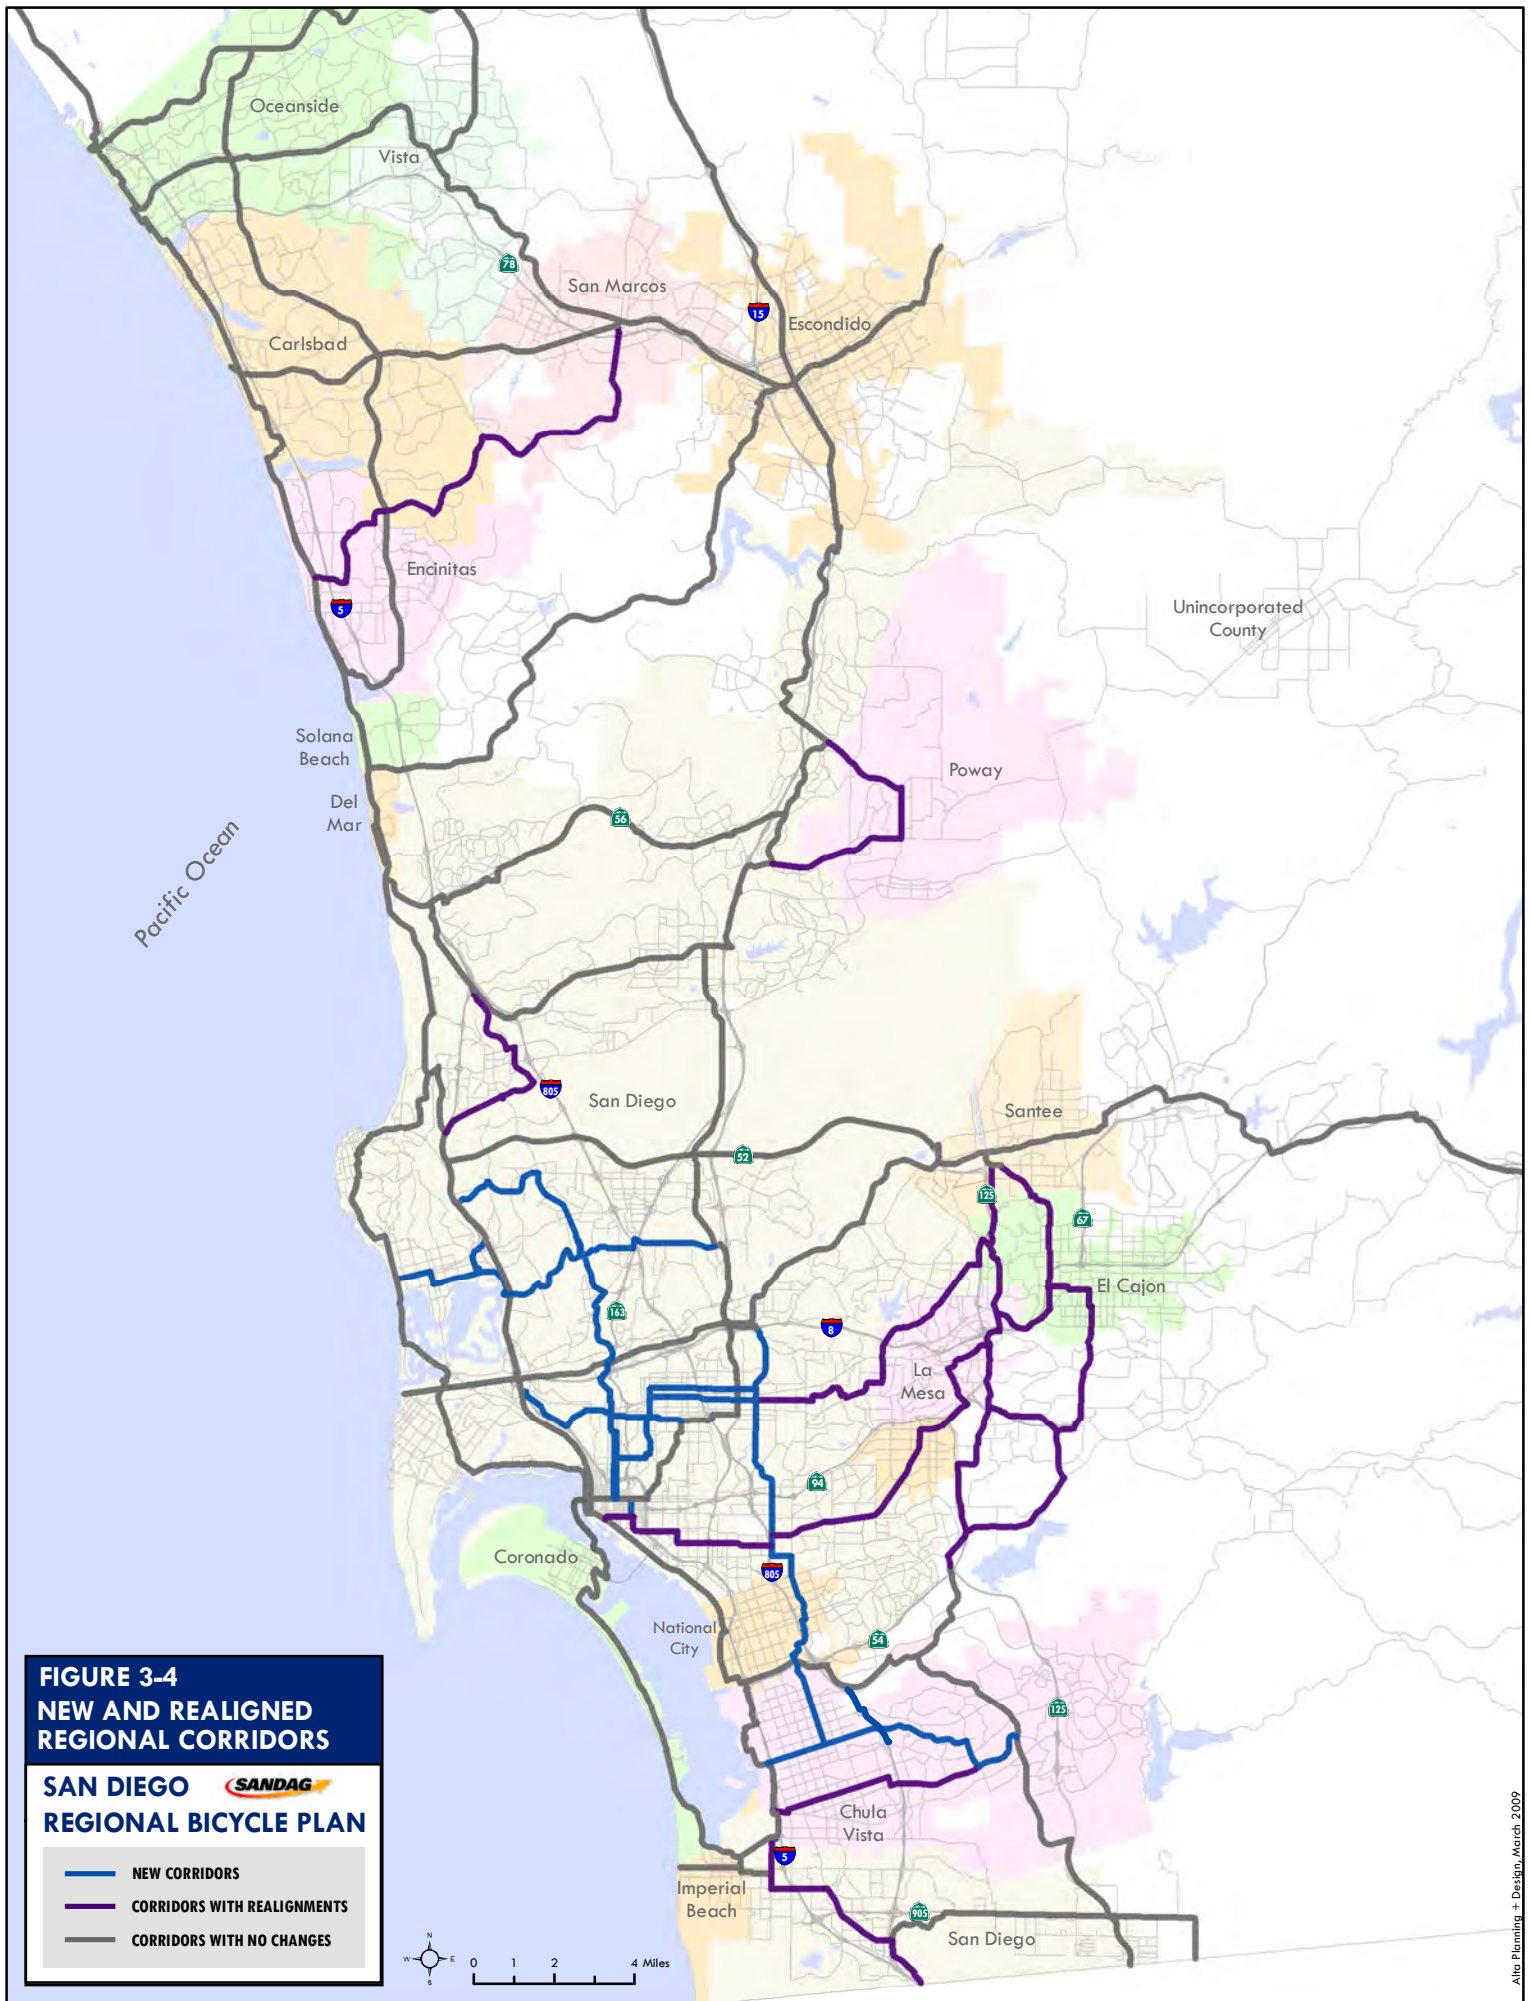 Oceanside
Vista
78
San Marcos
15
Escondido
Carlsbad
Encinitas
5
Unincorporated
County
Solana
Beach
Poway
Del
Mar
56
Pacific Ocean
805
San Diego
Santee
52
125
67
El Cajon
163
8
La
Mesa
94
Coronado
805
National
City
54
125
Chula
Vista
5
Imperial
Beach
905
San Diego
FIGURE 3-4
NEW AND REALIGNED
REGIONAL CORRIDORS
SAN DIEGO SANDAG
REGIONAL BICYCLE PLAN
NEW CORRIDORS
CORRIDORS WITH REALIGNMENTS
CORRIDORS WITH NO CHANGES
N
W E
S
0 1 2 4 Miles
Alta Planning + Design, March 2009